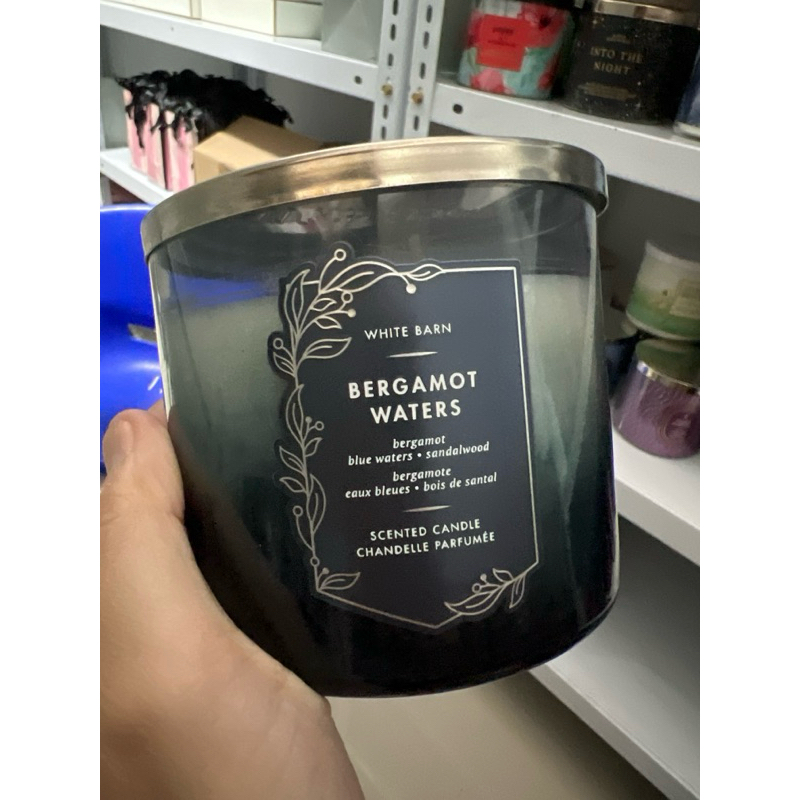 INTO THE
NIGHT
WHITE BARN
BERGAMOT
WATERS
bergamot
blue waters • sandalwood
bergamote
eaux bleues • bois de santal
SCENTED CANDLE
CHANDELLE PARFUMÉE